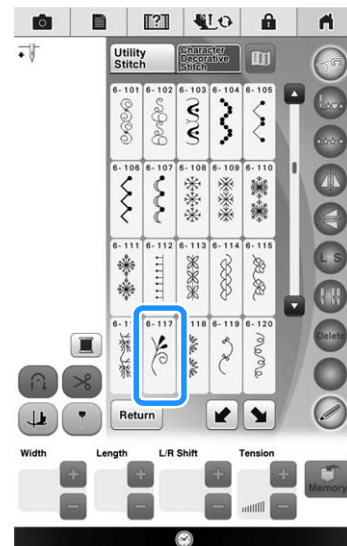 Utility Stitch
Character Decorative Stitch
6-101 6-102 6-103 6-104 6-105
6-106 6-107 6-108 6-109 6-110
6-111 6-112 6-113 6-114 6-115
6-117 118 6-119 6-120
L S
Delete
Return
Width Length L/R Shift Tension
Memory